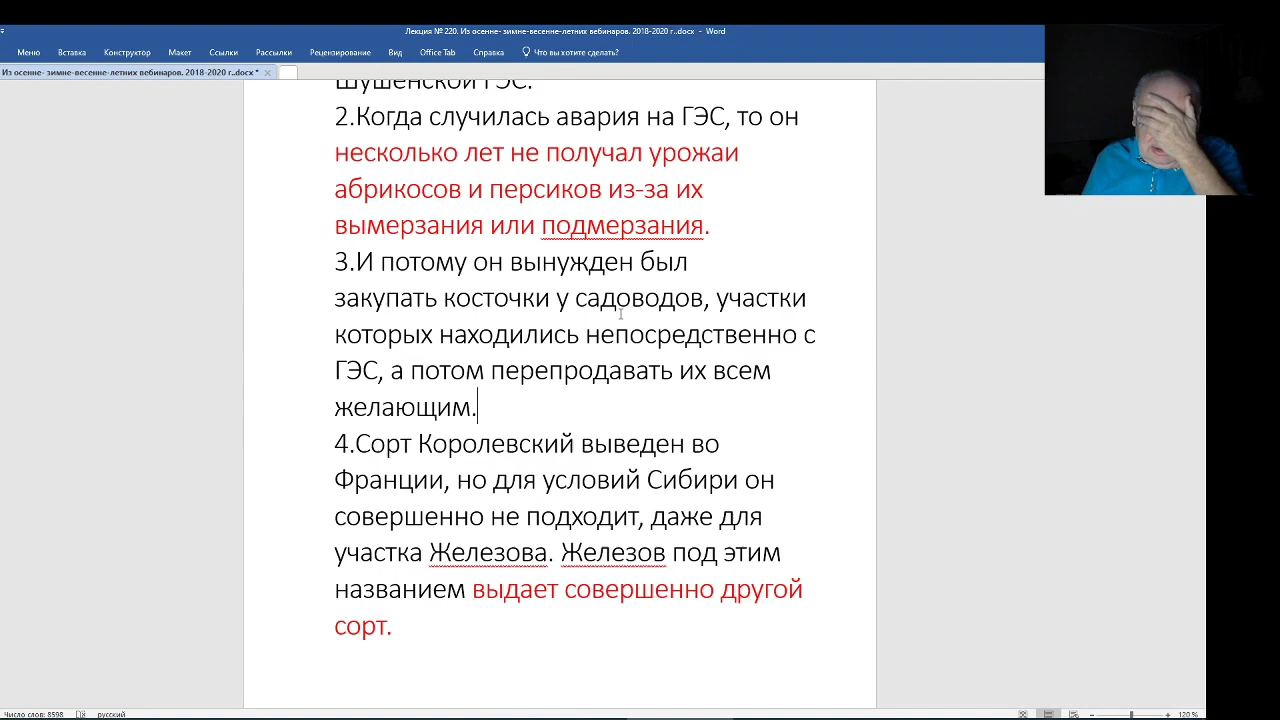 Лекция № 220. Из осенне- зимне-весенне-летних вебинаров. 2018-2020 г..docx - Word
Меню Вставка Конструктор Макет Ссылки Рассылки Рецензирование Вид Office Tab Справка Что вы хотите сделать?
Из осенне- зимне-весенне-летних вебинаров. 2018-2020 г..docx *
Шушенской ГЭС.
2.Когда случилась авария на ГЭС, то он
несколько лет не получал урожаи
абрикосов и персиков из-за их
вымерзания или подмерзания.
3.И потому он вынужден был
закупать косточки у садоводов, участки
которых находились непосредственно с
ГЭС, а потом перепродавать их всем
желающим.
4.Сорт Королевский выведен во
Франции, но для условий Сибири он
совершенно не подходит, даже для
участка Железова. Железов под этим
названием выдает совершенно другой
сорт.
Число слов: 8598 русский 120 %